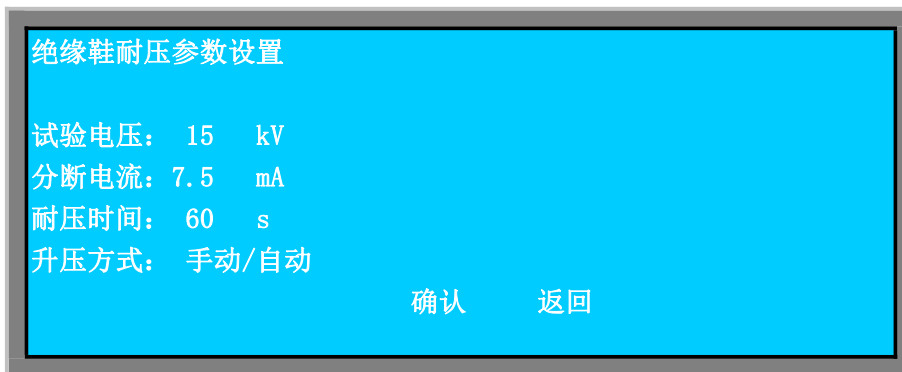 绝缘鞋耐压参数设置
试验电压： 15 kV
分断电流：7.5 mA
耐压时间： 60 s
升压方式： 手动/自动
确认 返回